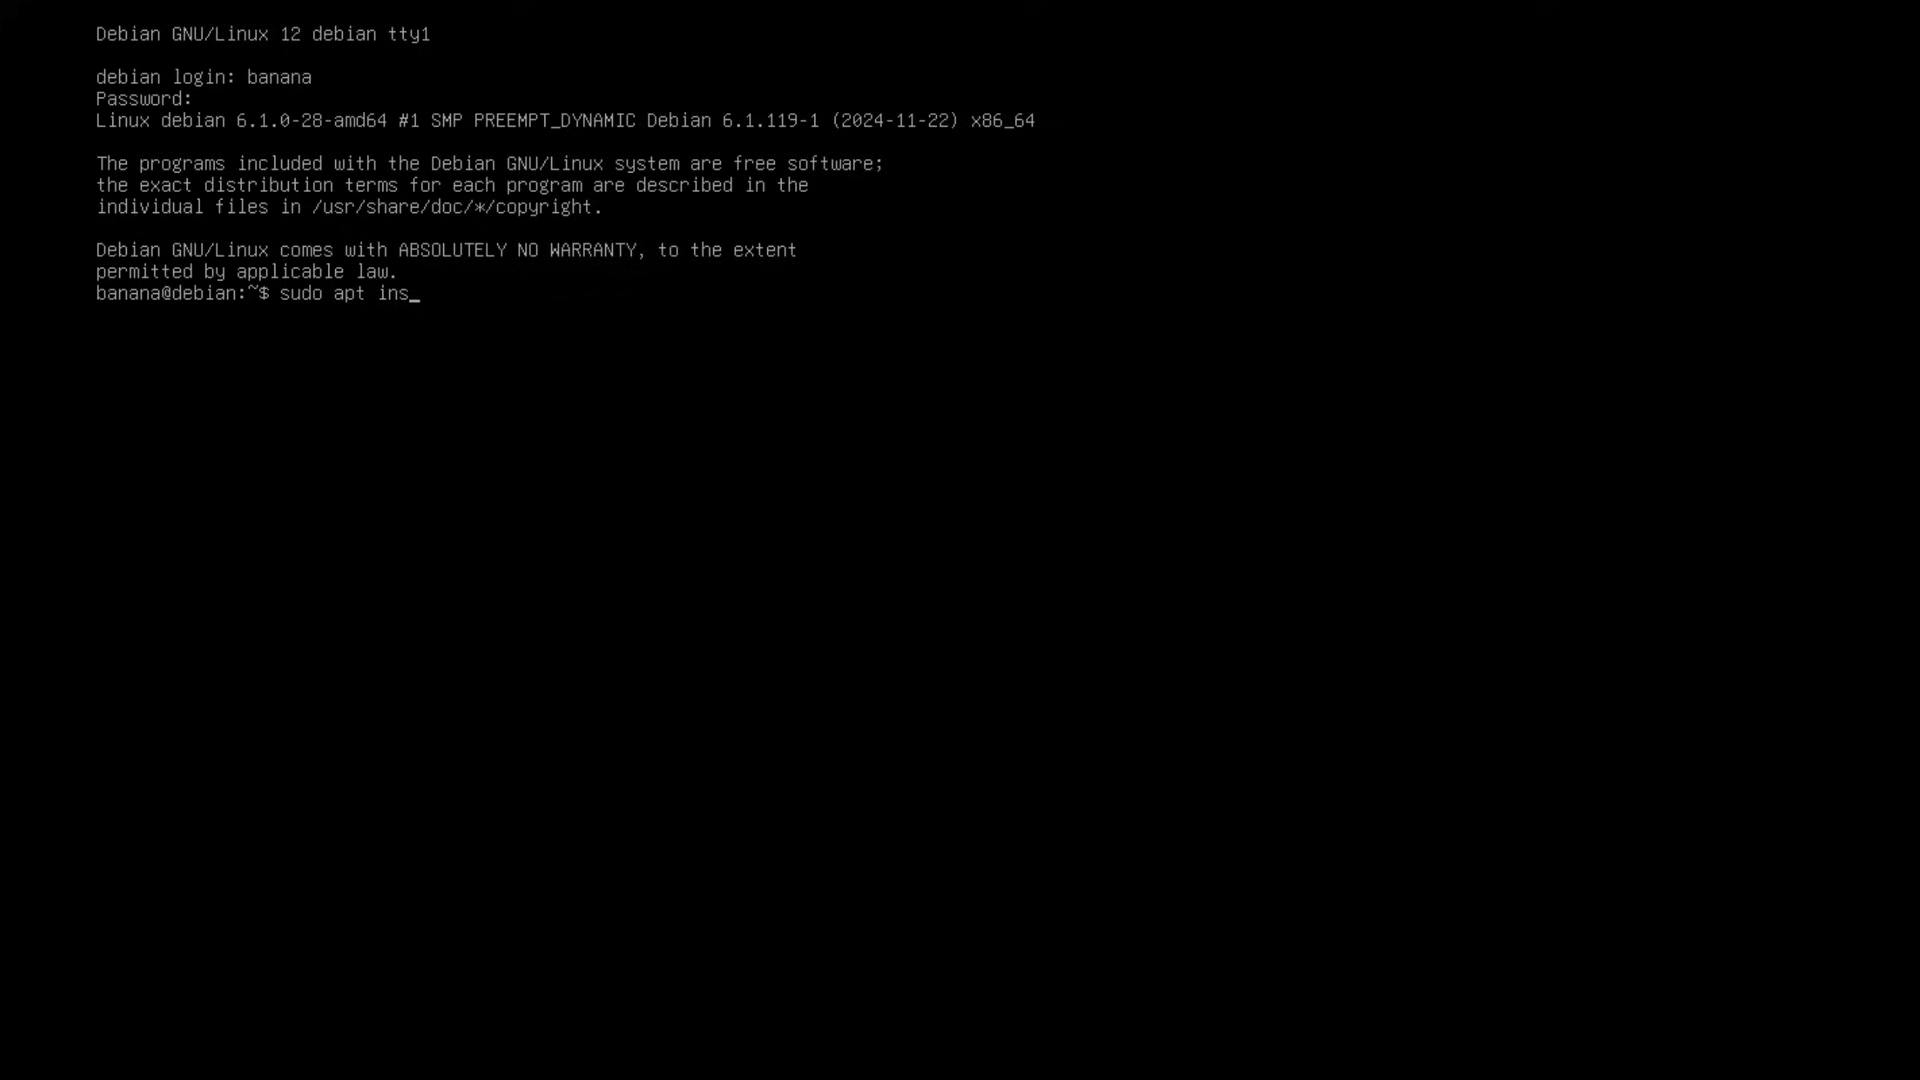 Debian GNU/Linux 12 debian tty1
debian login: banana
Password:
Linux debian 6.1.0-28-amd64 #1 SMP PREEMPT_DYNAMIC Debian 6.1.119-1 (2024-11-22) x86_64
The programs included with the Debian GNU/Linux system are free software;
the exact distribution terms for each program are described in the
individual files in /usr/share/doc/*/copyright.
Debian GNU/Linux comes with ABSOLUTELY NO WARRANTY, to the extent
permitted by applicable law.
banana@debian:~$ sudo apt ins_